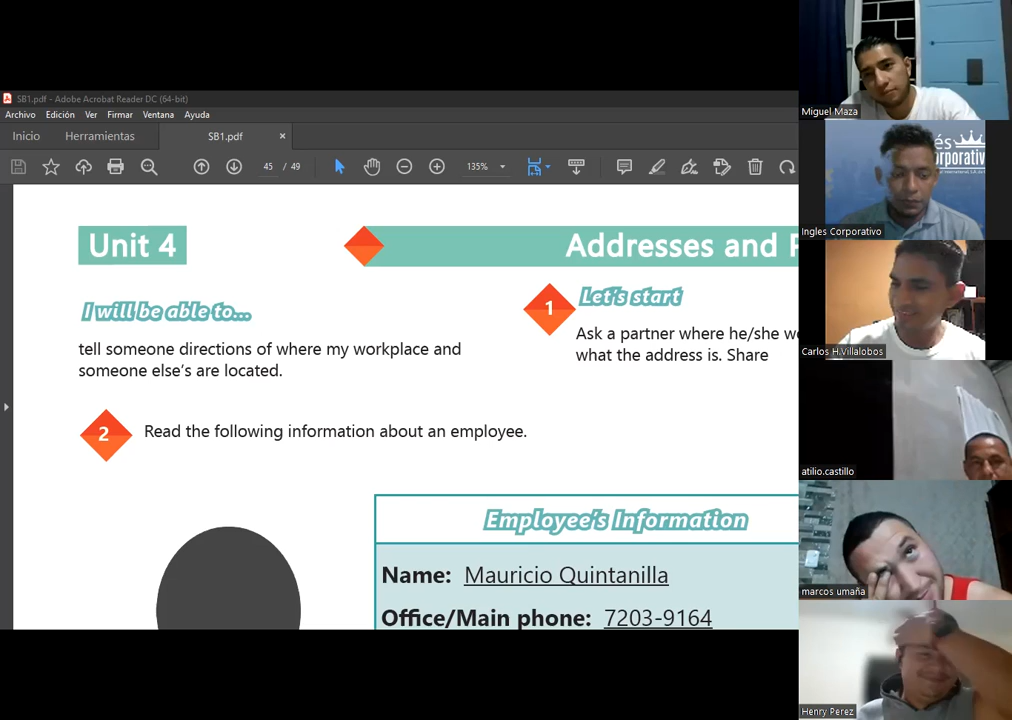 SB1.pdf - Adobe Acrobat Reader DC (64-bit)
Archivo Edición Ver Firmar Ventana Ayuda
Inicio Herramientas SB1.pdf ×
45 / 49 135%
Unit 4
Addresses and P
I will be able to...
tell someone directions of where my workplace and
someone else's are located.
1 Let's start
Ask a partner where he/she wo
what the address is. Share
2 Read the following information about an employee.
Employee's Information
Name: Mauricio Quintanilla
Office/Main phone: 7203-9164
Miguel Maza
és
orporativ
Ingles Corporativo
Carlos H.Villalobos
atilio.castillo
marcos umaña
Henry Perez